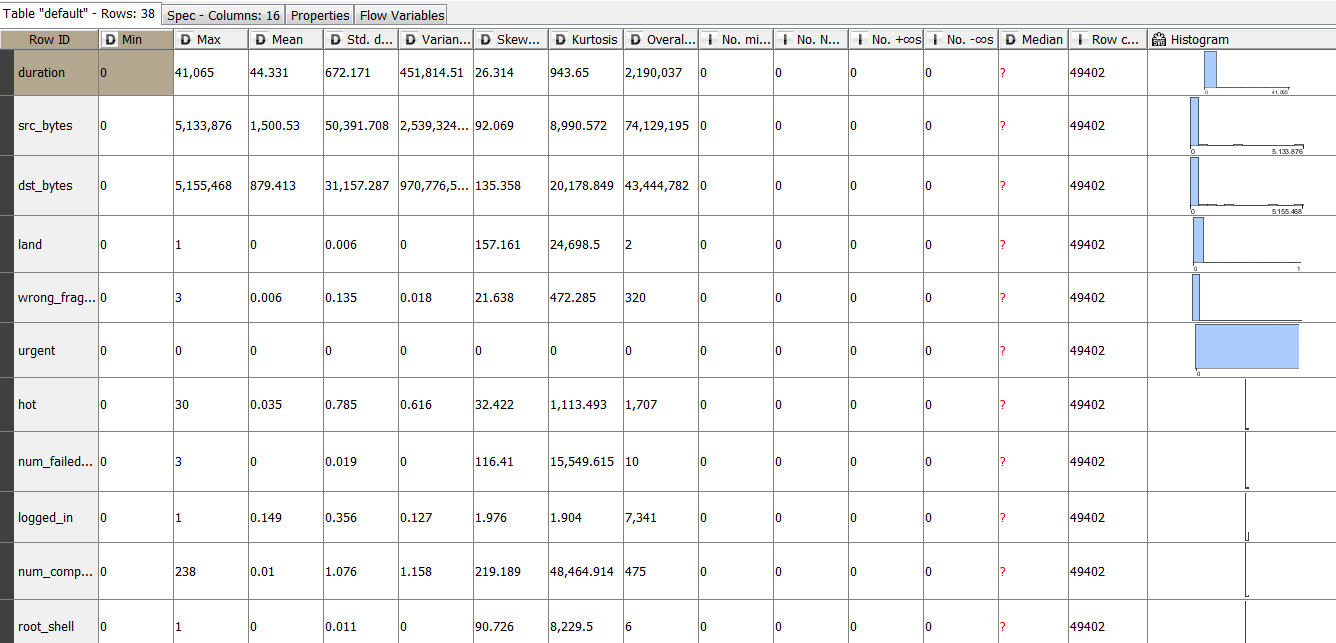 Table "default" - Rows: 38 Spec - Columns: 16 Properties Flow Variables
Row ID D Min D Max D Mean D Std. d... D Varian... D Skew... D Kurtosis D Overal... I No. mi... I No. N... I No. +∞s I No. -∞s D Median I Row c... Histogram
duration 0 41,065 44.331 672.171 451,814.51 26.314 943.65 2,190,037 0 0 0 0 ? 49402 0 41.065
src_bytes 0 5,133,876 1,500.53 50,391.708 2,539,324... 92.069 8,990.572 74,129,195 0 0 0 0 ? 49402 0 5.133.876
dst_bytes 0 5,155,468 879.413 31,157.287 970,776,5... 135.358 20,178.849 43,444,782 0 0 0 0 ? 49402 0 5.155.468
land 0 1 0 0.006 0 157.161 24,698.5 2 0 0 0 0 ? 49402 0 1
wrong_frag... 0 3 0.006 0.135 0.018 21.638 472.285 320 0 0 0 0 ? 49402
urgent 0 0 0 0 0 0 0 0 0 0 0 0 ? 49402 0
hot 0 30 0.035 0.785 0.616 32.422 1,113.493 1,707 0 0 0 0 ? 49402
num_failed... 0 3 0 0.019 0 116.41 15,549.615 10 0 0 0 0 ? 49402
logged_in 0 1 0.149 0.356 0.127 1.976 1.904 7,341 0 0 0 0 ? 49402
num_comp... 0 238 0.01 1.076 1.158 219.189 48,464.914 475 0 0 0 0 ? 49402
root_shell 0 1 0 0.011 0 90.726 8,229.5 6 0 0 0 0 ? 49402